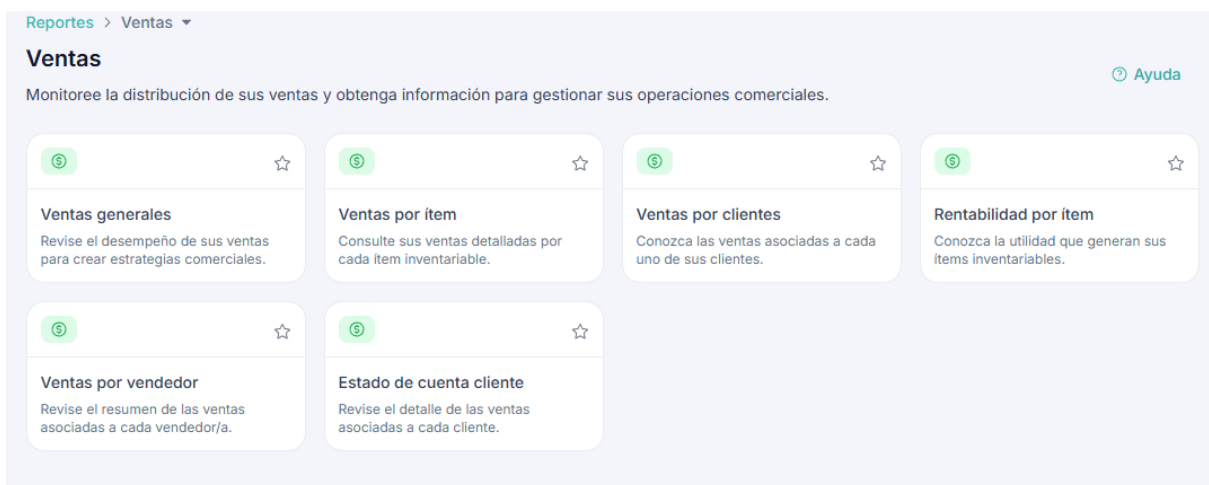 Reportes > Ventas
Ventas
Ayuda
Monitoree la distribución de sus ventas y obtenga información para gestionar sus operaciones comerciales.
Ventas generales
Revise el desempeño de sus ventas
para crear estrategias comerciales.
Ventas por ítem
Consulte sus ventas detalladas por
cada ítem inventariable.
Ventas por clientes
Conozca las ventas asociadas a cada
uno de sus clientes.
Rentabilidad por ítem
Conozca la utilidad que generan sus
ítems inventariables.
Ventas por vendedor
Revise el resumen de las ventas
asociadas a cada vendedor/a.
Estado de cuenta cliente
Revise el detalle de las ventas
asociadas a cada cliente.